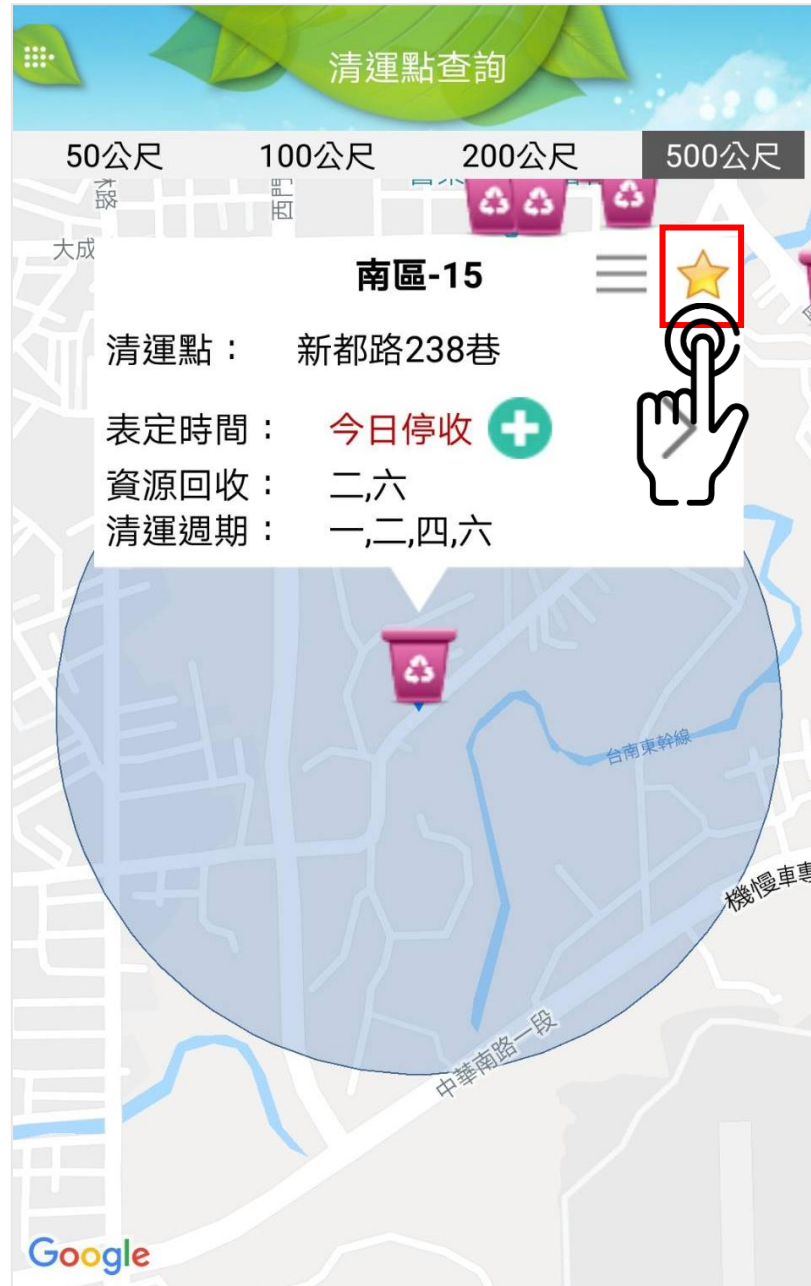 清運點查詢
50公尺 100公尺 200公尺 500公尺
路
西門
大成
南區-15
清運點： 新都路238巷
表定時間： 今日停收
資源回收： 二,六
清運週期： 一,二,四,六
台南東幹線
機慢車專
中華南路一段
Google